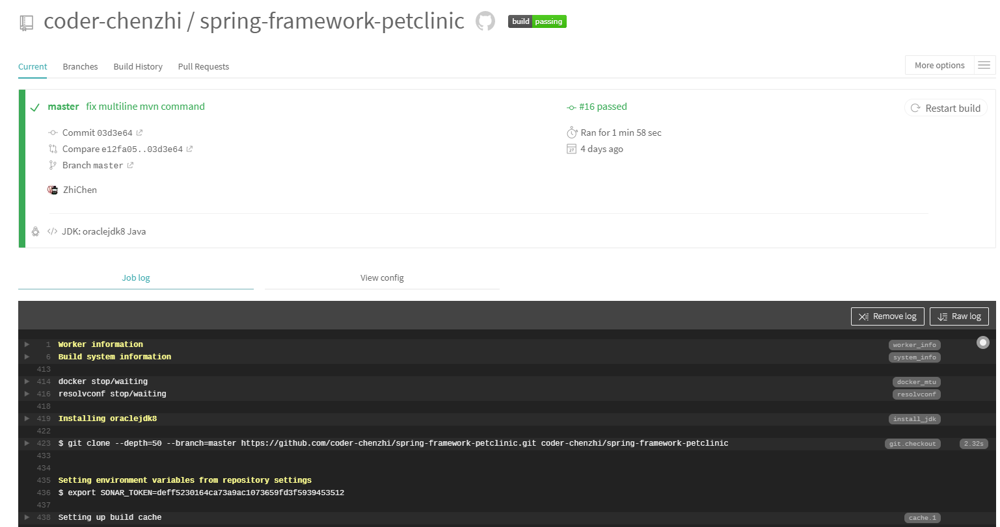 coder-chenzhi / spring-framework-petclinic build passing
Current Branches Build History Pull Requests More options
master fix multiline mvn command #16 passed Restart build
Commit 03d3e64 Ran for 1 min 58 sec
Compare e12fa05..03d3e64 27 4 days ago
Branch master
ZhiChen
</> JDK: oraclejdk8 Java
Job log View config
Remove log Raw log
1 Worker information worker_info
6 Build system information system_info
413
414 docker stop/waiting docker_mtu
416 resolvconf stop/waiting resolvconf
418
419 Installing oraclejdk8 install_jdk
422
423 $ git clone --depth=50 --branch=master https://github.com/coder-chenzhi/spring-framework-petclinic.git coder-chenzhi/spring-framework-petclinic git.checkout 2.32s
433
434
435 Setting environment variables from repository settings
436 $ export SONAR_TOKEN=deff5230164ca73a9ac1073659fd3f5939453512
437
438 Setting up build cache cache.1